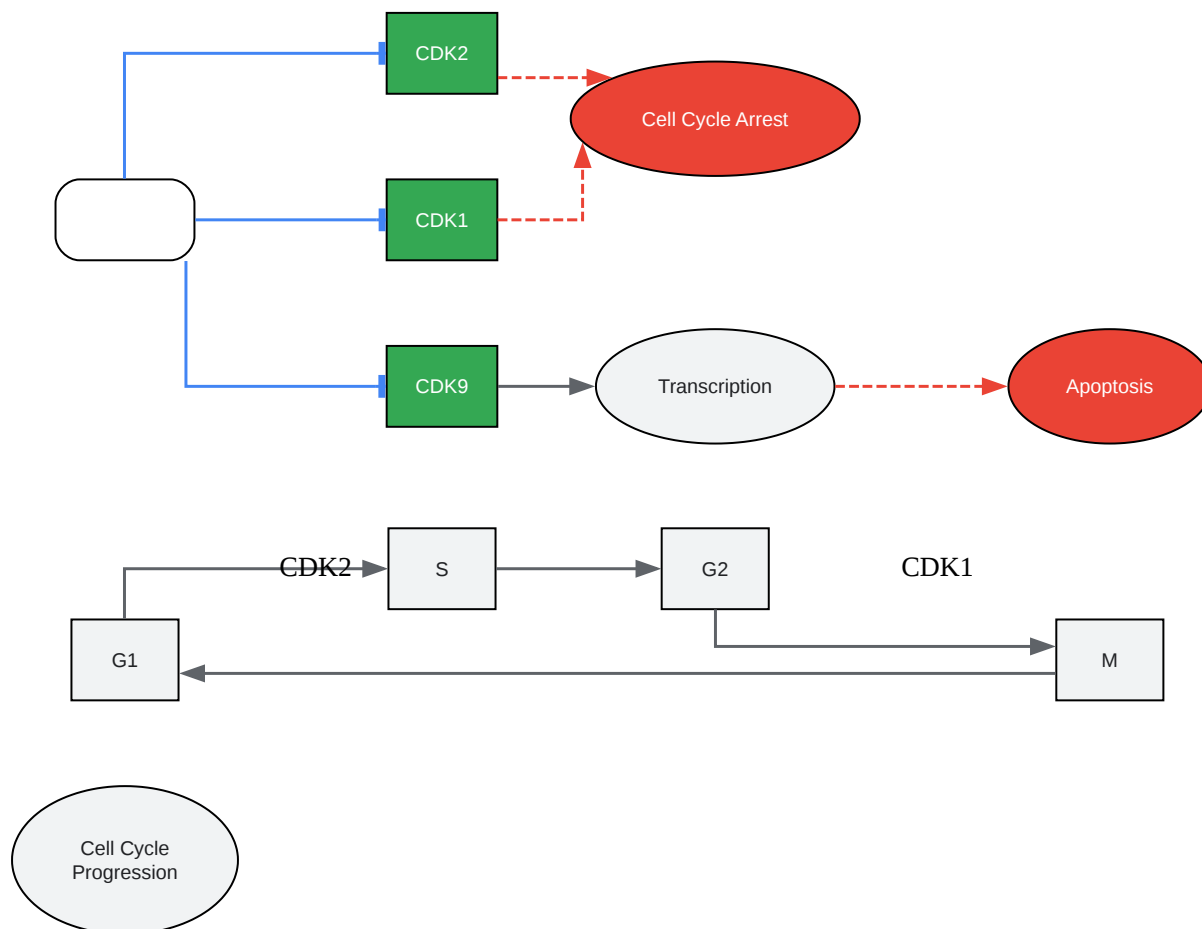 CDK2
Cell Cycle Arrest
CDK1
CDK9
Transcription
Apoptosis
CDK2
S
G2
CDK1
G1
M
Cell Cycle
Progression